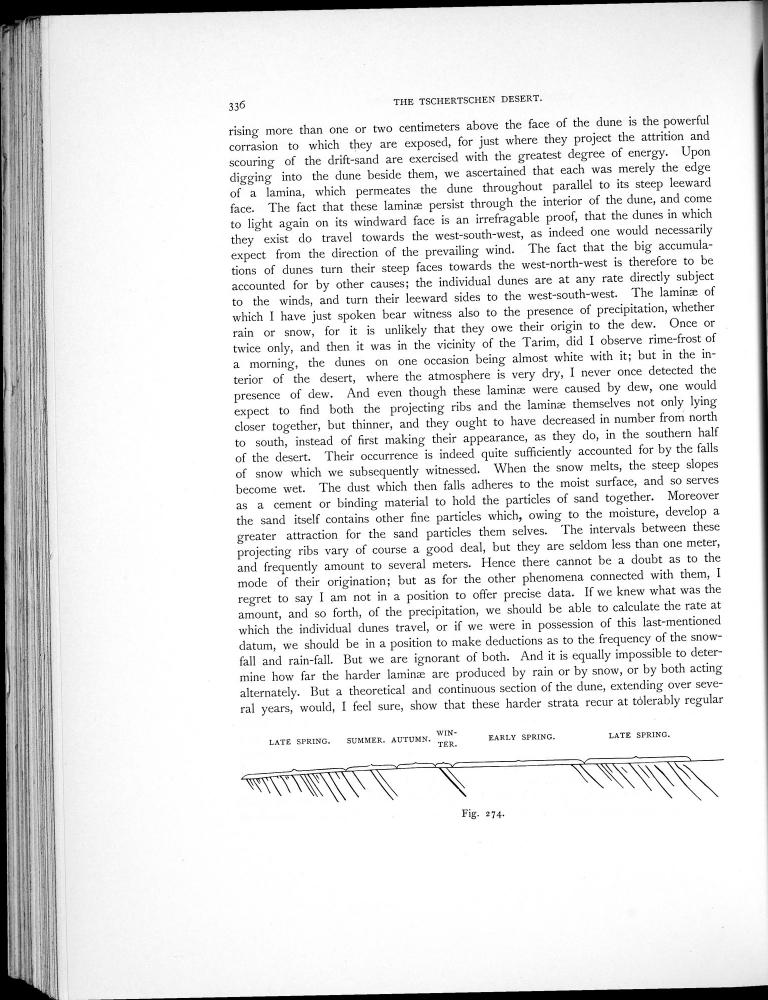 336
THE TSCHERTSCHEN DESERT.
rising more than one or two centimeters above the face of the dune is the powerful
corrasion to which they are exposed, for just where they project the attrition and
scouring of the drift-sand are exercised with the greatest degree of energy. Upon
digging into the dune beside them, we ascertained that each was merely the edge
of a lamina, which permeates the dune throughout parallel to its steep leeward
face. The fact that these laminæ persist through the interior of the dune, and come
to light again on its windward face is an irrefragable proof, that the dunes in which
they exist do travel towards the west-south-west, as indeed one would necessarily
expect from the direction of the prevailing wind. The fact that the big accumula-
tions of dunes turn their steep faces towards the west-north-west is therefore to be
accounted for by other causes; the individual dunes are at any rate directly subject
to the winds, and turn their leeward sides to the west-south-west. The laminæ of
which I have just spoken bear witness also to the presence of precipitation, whether
rain or snow, for it is unlikely that they owe their origin to the dew. Once or
twice only, and then it was in the vicinity of the Tarim, did I observe rime-frost of
a morning, the dunes on one occasion being almost white with it; but in the in-
terior of the desert, where the atmosphere is very dry, I never once detected the
presence of dew. And even though these laminæ were caused by dew, one would
expect to find both the projecting ribs and the laminæ themselves not only lying
closer together, but thinner, and they ought to have decreased in number from north
to south, instead of first making their appearance, as they do, in the southern half
of the desert. Their occurrence is indeed quite sufficiently accounted for by the falls
of snow which we subsequently witnessed. When the snow melts, the steep slopes
become wet. The dust which then falls adheres to the moist surface, and so serves
as a cement or binding material to hold the particles of sand together. Moreover
the sand itself contains other fine particles which, owing to the moisture, develop a
greater attraction for the sand particles them selves. The intervals between these
projecting ribs vary of course a good deal, but they are seldom less than one meter,
and frequently amount to several meters. Hence there cannot be a doubt as to the
mode of their origination; but as for the other phenomena connected with them, I
regret to say I am not in a position to offer precise data. If we knew what was the
amount, and so forth, of the precipitation, we should be able to calculate the rate at
which the individual dunes travel, or if we were in possession of this last-mentioned
datum, we should be in a position to make deductions as to the frequency of the snow-
fall and rain-fall. But we are ignorant of both. And it is equally impossible to deter-
mine how far the harder laminæ are produced by rain or by snow, or by both acting
alternately. But a theoretical and continuous section of the dune, extending over seve-
ral years, would, I feel sure, show that these harder strata recur at tolerably regular
LATE SPRING. SUMMER. AUTUMN. WIN-
TER. EARLY SPRING. LATE SPRING.
Fig. 274.